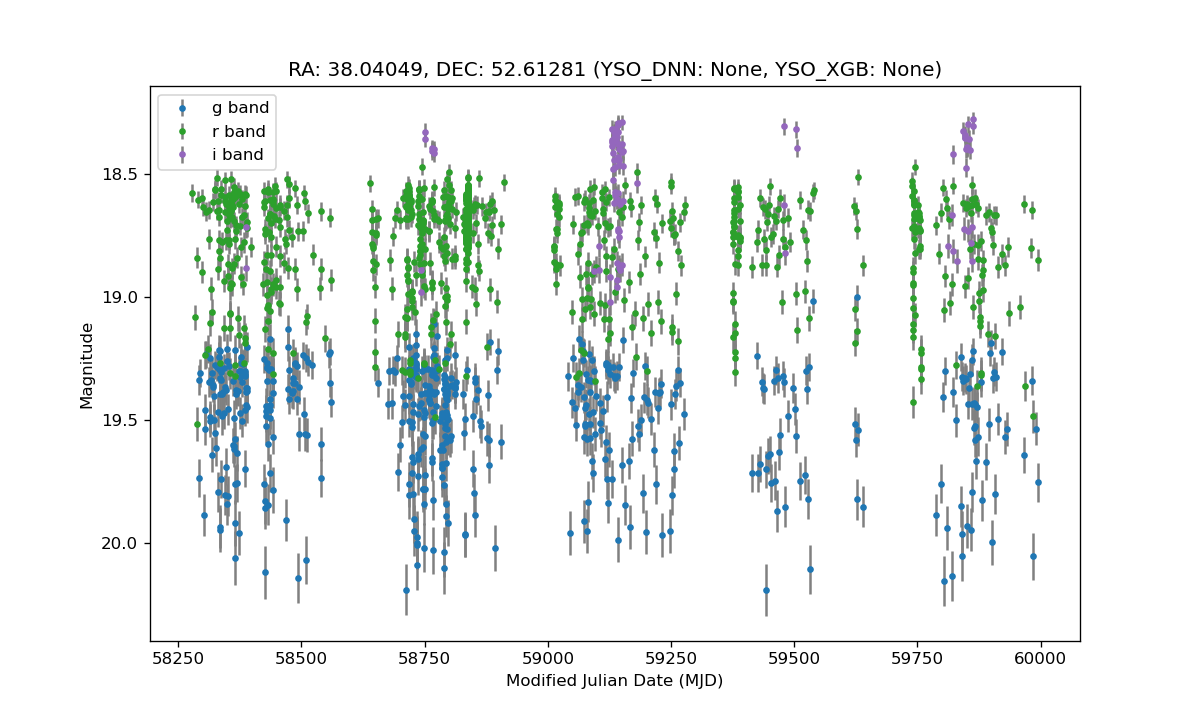 RA: 38.04049, DEC: 52.61281 (YSO_DNN: None, YSO_XGB: None)
g band
r band
i band
18.5
19.0
19.5
20.0
Magnitude
58250 58500 58750 59000 59250 59500 59750 60000
Modified Julian Date (MJD)